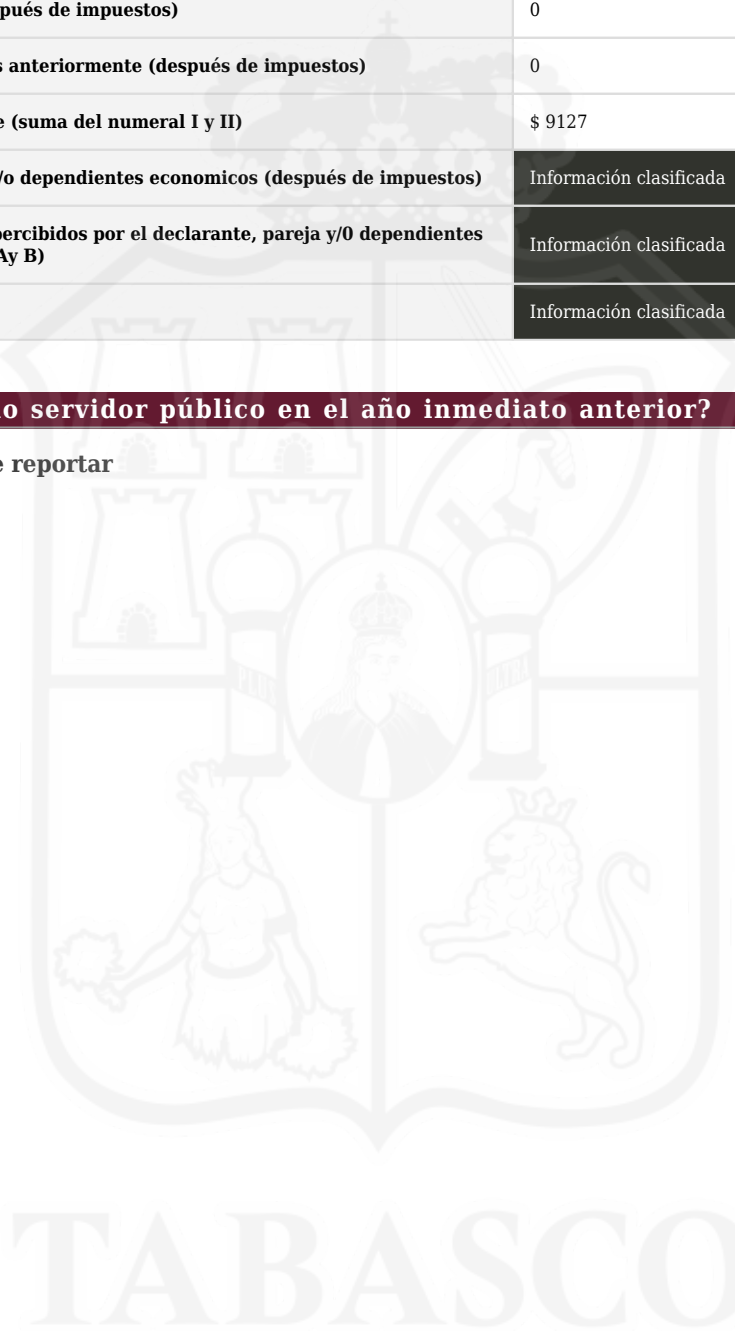 pués de impuestos) 0
s anteriormente (después de impuestos) 0
e (suma del numeral I y II) $ 9127
/o dependientes economicos (después de impuestos) Información clasificada
percibidos por el declarante, pareja y/0 dependientes
Ay B) Información clasificada
Información clasificada
o servidor público en el año inmediato anterior?
e reportar
PLUS ULTRA
TABASCO